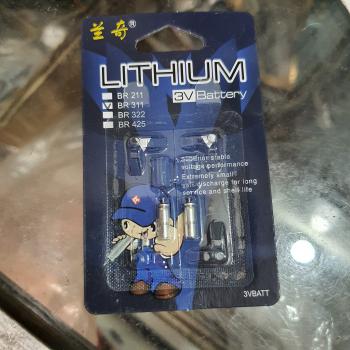 兰奇®
LITHIUM
3V Battery
BR 211
BR 311
BR 322
BR 425
Superior stable
voltage performance
Extremely small
self-discharge for long
service and shelf life
3VBATT